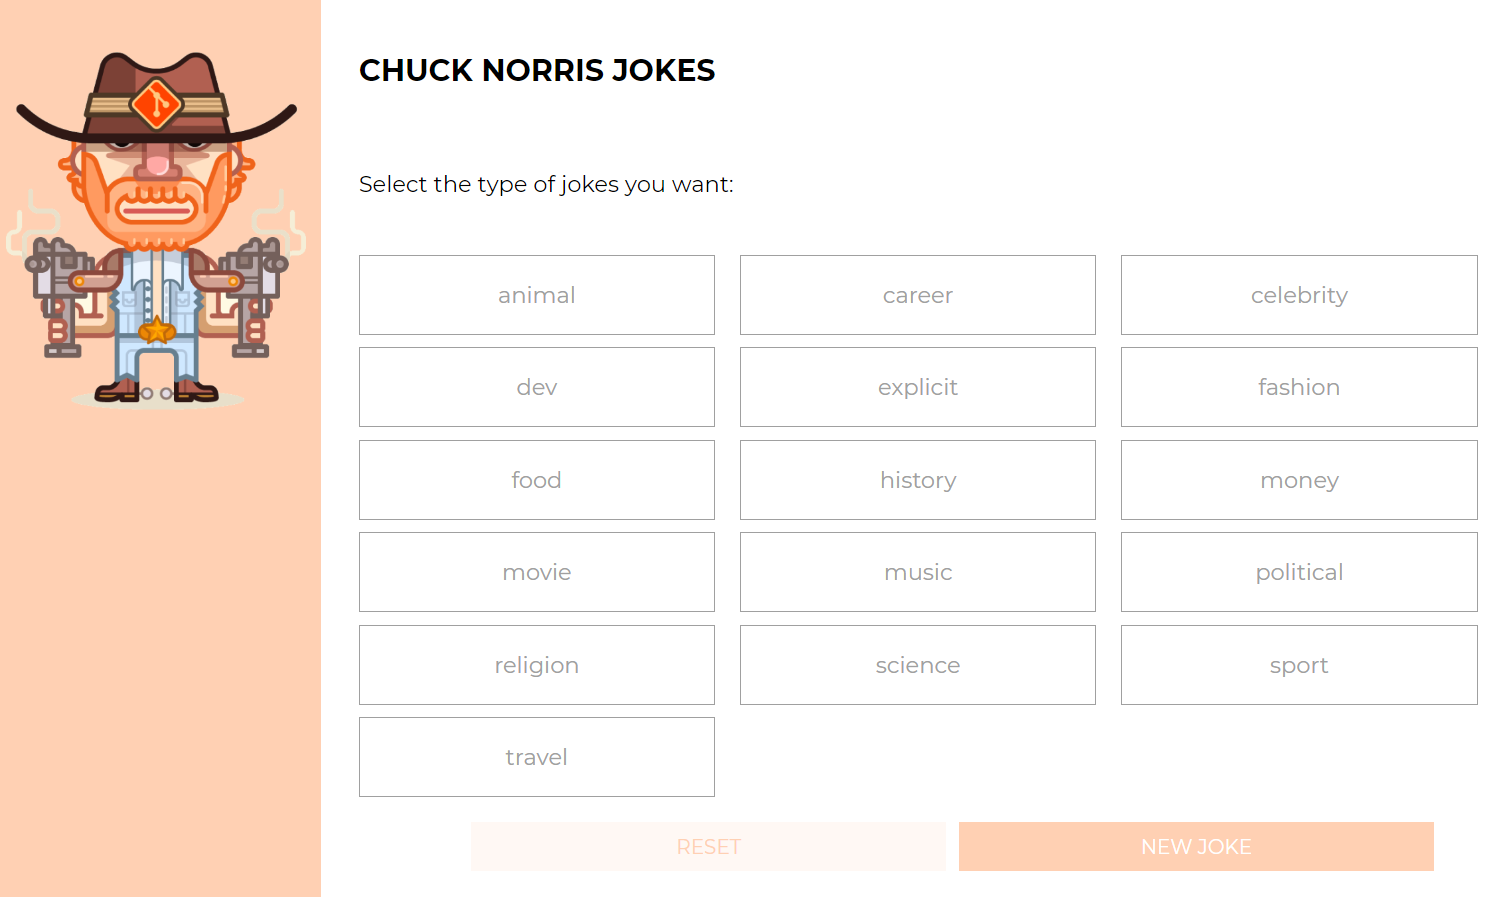 CHUCK NORRIS JOKES
Select the type of jokes you want:
animal
career
celebrity
dev
explicit
fashion
food
history
money
movie
music
political
religion
science
sport
travel
RESET
NEW JOKE